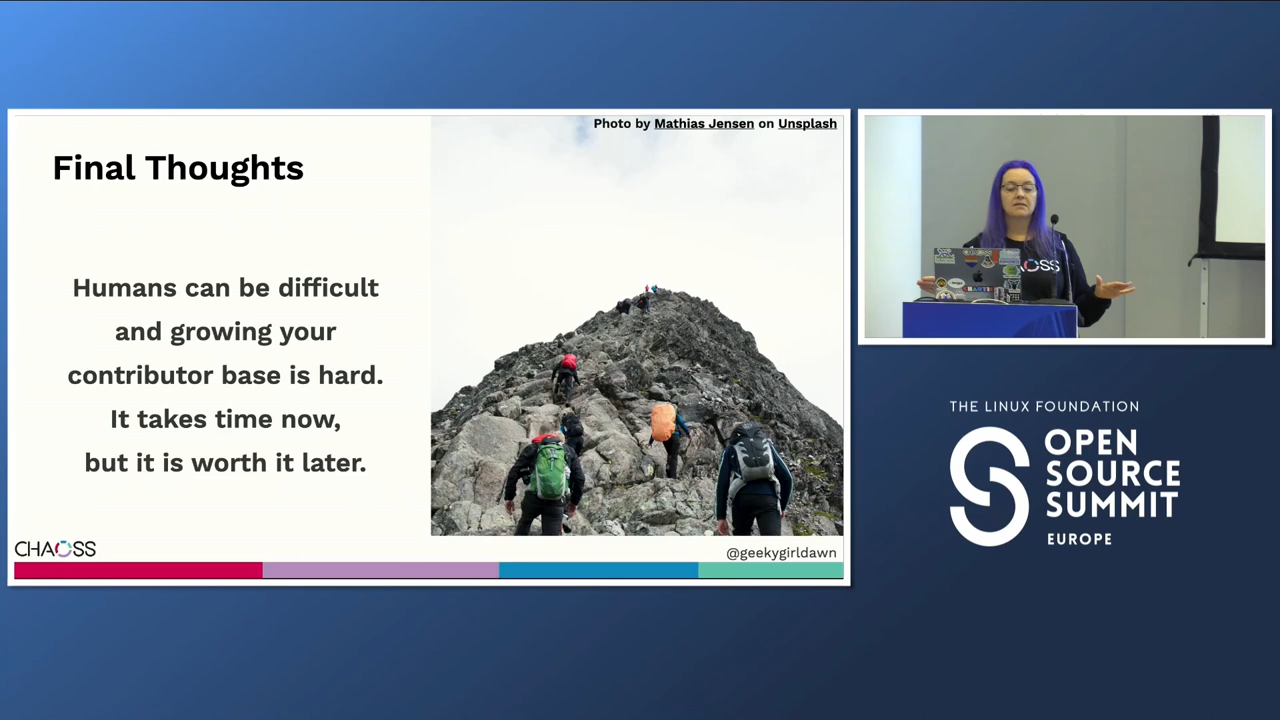 Photo by Mathias Jensen on Unsplash
Final Thoughts
Humans can be difficult
and growing your
contributor base is hard.
It takes time now,
but it is worth it later.
CHAOSS
@geekygirldawn
THE LINUX FOUNDATION
OPEN
SOURCE
SUMMIT
EUROPE